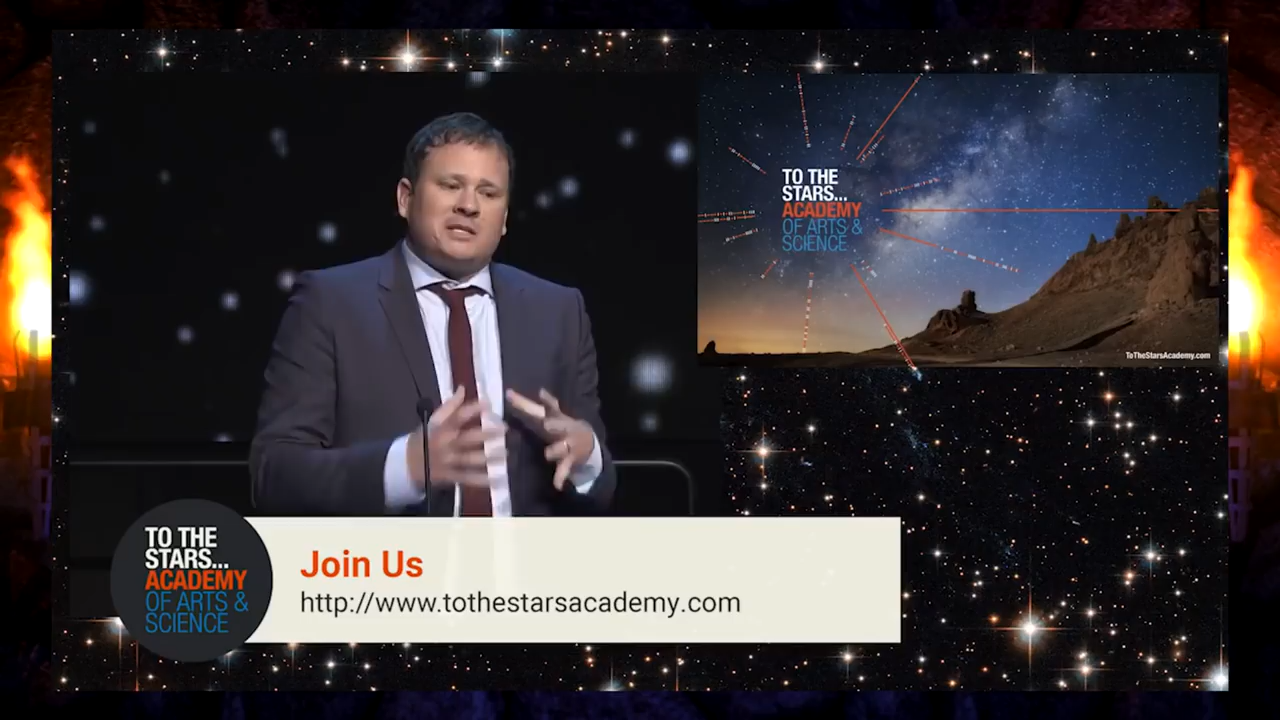 TO THE
STARS...
ACADEMY
OF ARTS &
SCIENCE
ToTheStarsAcademy.com
TO THE
STARS...
ACADEMY
OF ARTS &
SCIENCE
Join Us
http://www.tothestarsacademy.com